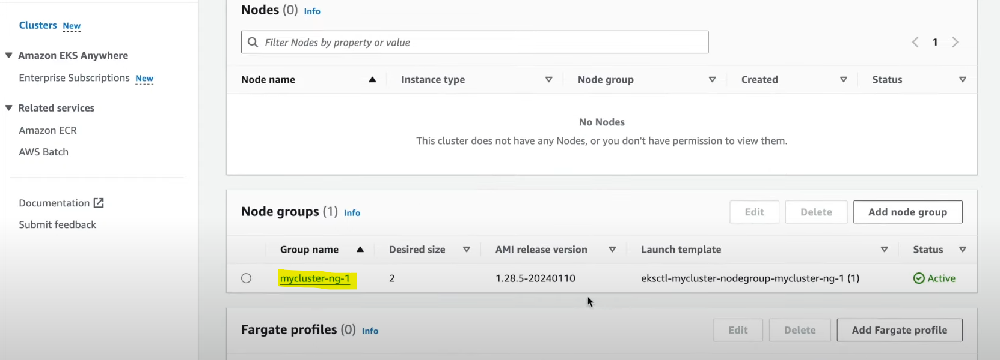 Clusters New
Amazon EKS Anywhere
Enterprise Subscriptions New
Related services
Amazon ECR
AWS Batch
Documentation
Submit feedback
Nodes (0) Info
Filter Nodes by property or value
1
Node name Instance type Node group Created Status
No Nodes
This cluster does not have any Nodes, or you don't have permission to view them.
Node groups (1) Info Edit Delete Add node group
Group name Desired size AMI release version Launch template Status
mycluster-ng-1 2 1.28.5-20240110 eksctl-mycluster-nodegroup-mycluster-ng-1 (1) Active
Fargate profiles (0) Info Edit Delete Add Fargate profile